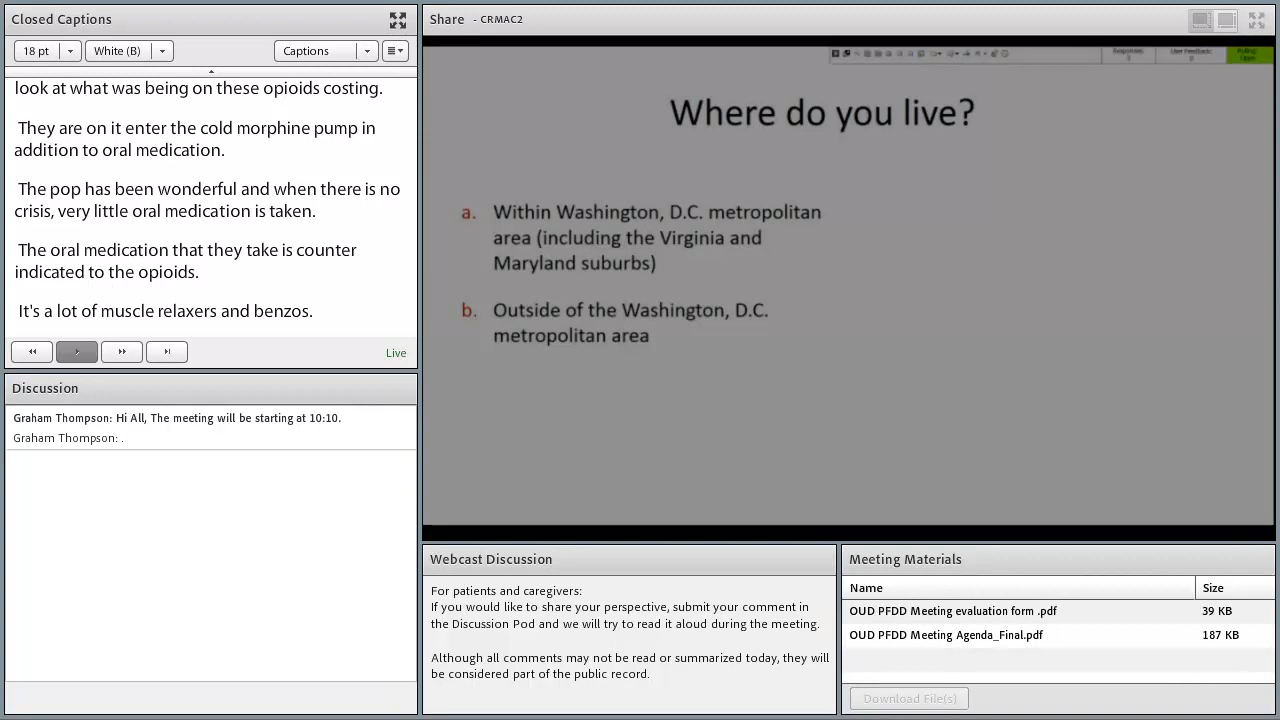 Closed Captions
18 pt
White (B)
Captions
look at what was being on these opioids costing.
They are on it enter the cold morphine pump in
addition to oral medication.
The pop has been wonderful and when there is no
crisis, very little oral medication is taken.
The oral medication that they take is counter
indicated to the opioids.
It's a lot of muscle relaxers and benzos.
Live
Discussion
Graham Thompson: Hi All, The meeting will be starting at 10:10.
Graham Thompson: .
Share - CRMAC2
Responses
User Feedback:
Polling:
Open
Where do you live?
a. Within Washington, D.C. metropolitan
area (including the Virginia and
Maryland suburbs)
b. Outside of the Washington, D.C.
metropolitan area
Webcast Discussion
For patients and caregivers:
If you would like to share your perspective, submit your comment in
the Discussion Pod and we will try to read it aloud during the meeting.
Although all comments may not be read or summarized today, they will
be considered part of the public record.
Meeting Materials
Name Size
OUD PFDD Meeting evaluation form .pdf 39 KB
OUD PFDD Meeting Agenda_Final.pdf 187 KB
Download File(s)